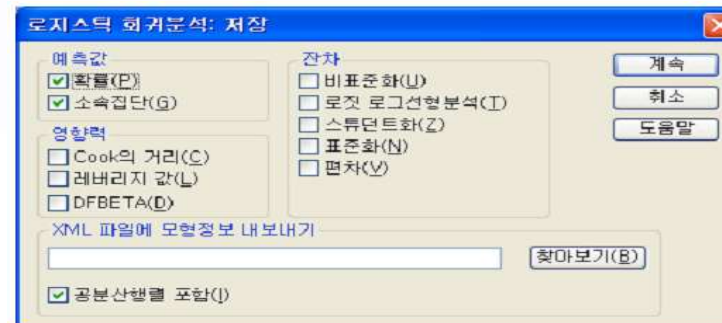 로지스틱 회귀분석: 저장
예측값
확률(P)
소속집단(G)
영향력
Cook의 거리(C)
레버리지 값(L)
DFBETA(D)
잔차
비표준화(U)
로짓 로그선형분석(T)
스튜던트화(Z)
표준화(N)
편차(V)
계속
취소
도움말
XML 파일에 모형정보 내보내기
찾아보기(B)
공분산행렬 포함(I)